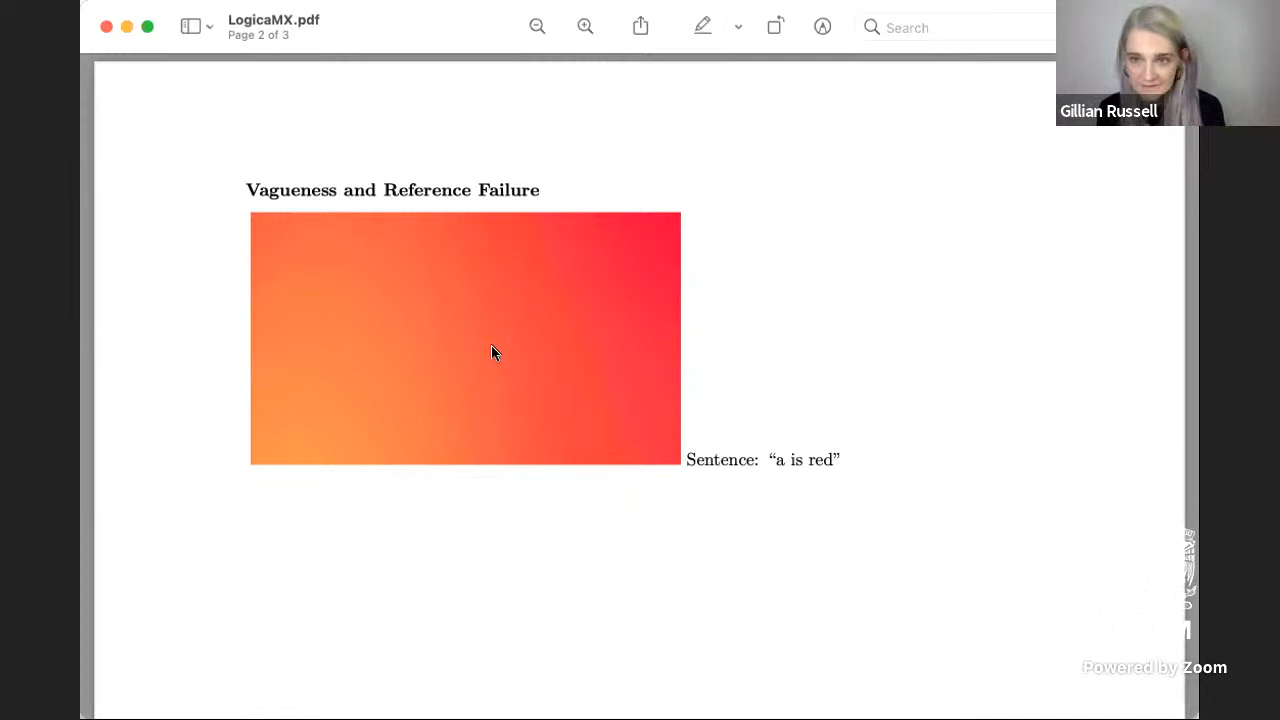 LogicaMX.pdf
Page 2 of 3
Search
Gillian Russell
Vagueness and Reference Failure
Sentence: “a is red”
Powered by Zoom